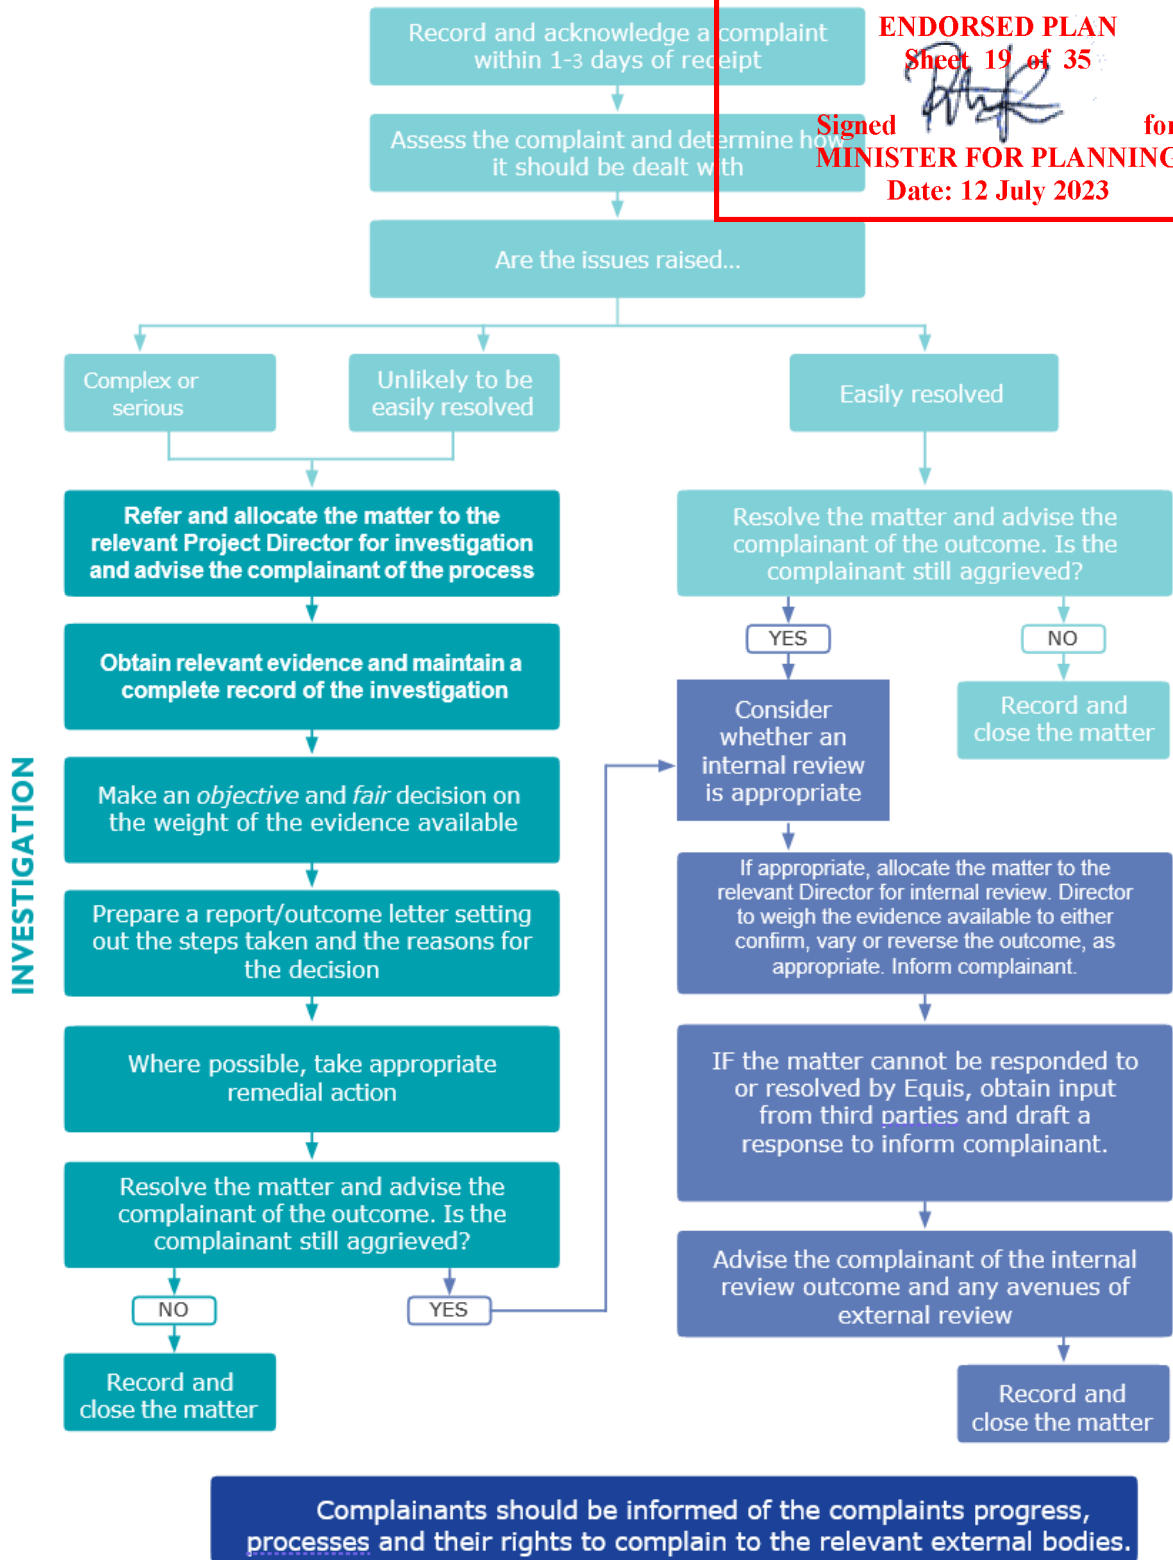 Record and acknowledge a complaint
within 1-3 days of receipt
ENDORSED PLAN
Sheet 19 of 35
Signed for
MINISTER FOR PLANNING
Date: 12 July 2023
Assess the complaint and determine how
it should be dealt with
Are the issues raised...
Complex or
serious
Unlikely to be
easily resolved
Easily resolved
INVESTIGATION
Refer and allocate the matter to the
relevant Project Director for investigation
and advise the complainant of the process
Obtain relevant evidence and maintain a
complete record of the investigation
Make an objective and fair decision on
the weight of the evidence available
Prepare a report/outcome letter setting
out the steps taken and the reasons for
the decision
Where possible, take appropriate
remedial action
Resolve the matter and advise the
complainant of the outcome. Is the
complainant still aggrieved?
NO
YES
Record and
close the matter
Resolve the matter and advise the
complainant of the outcome. Is the
complainant still aggrieved?
YES
NO
Record and
close the matter
Consider
whether an
internal review
is appropriate
If appropriate, allocate the matter to the
relevant Director for internal review. Director
to weigh the evidence available to either
confirm, vary or reverse the outcome, as
appropriate. Inform complainant.
IF the matter cannot be responded to
or resolved by Equis, obtain input
from third parties and draft a
response to inform complainant.
Advise the complainant of the internal
review outcome and any avenues of
external review
Record and
close the matter
Complainants should be informed of the complaints progress,
processes and their rights to complain to the relevant external bodies.